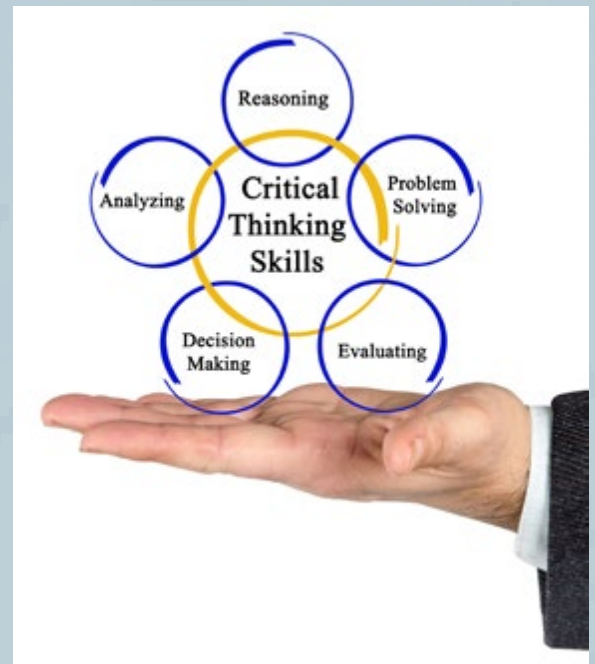 Reasoning
Analyzing
Critical
Thinking
Skills
Problem
Solving
Decision
Making
Evaluating